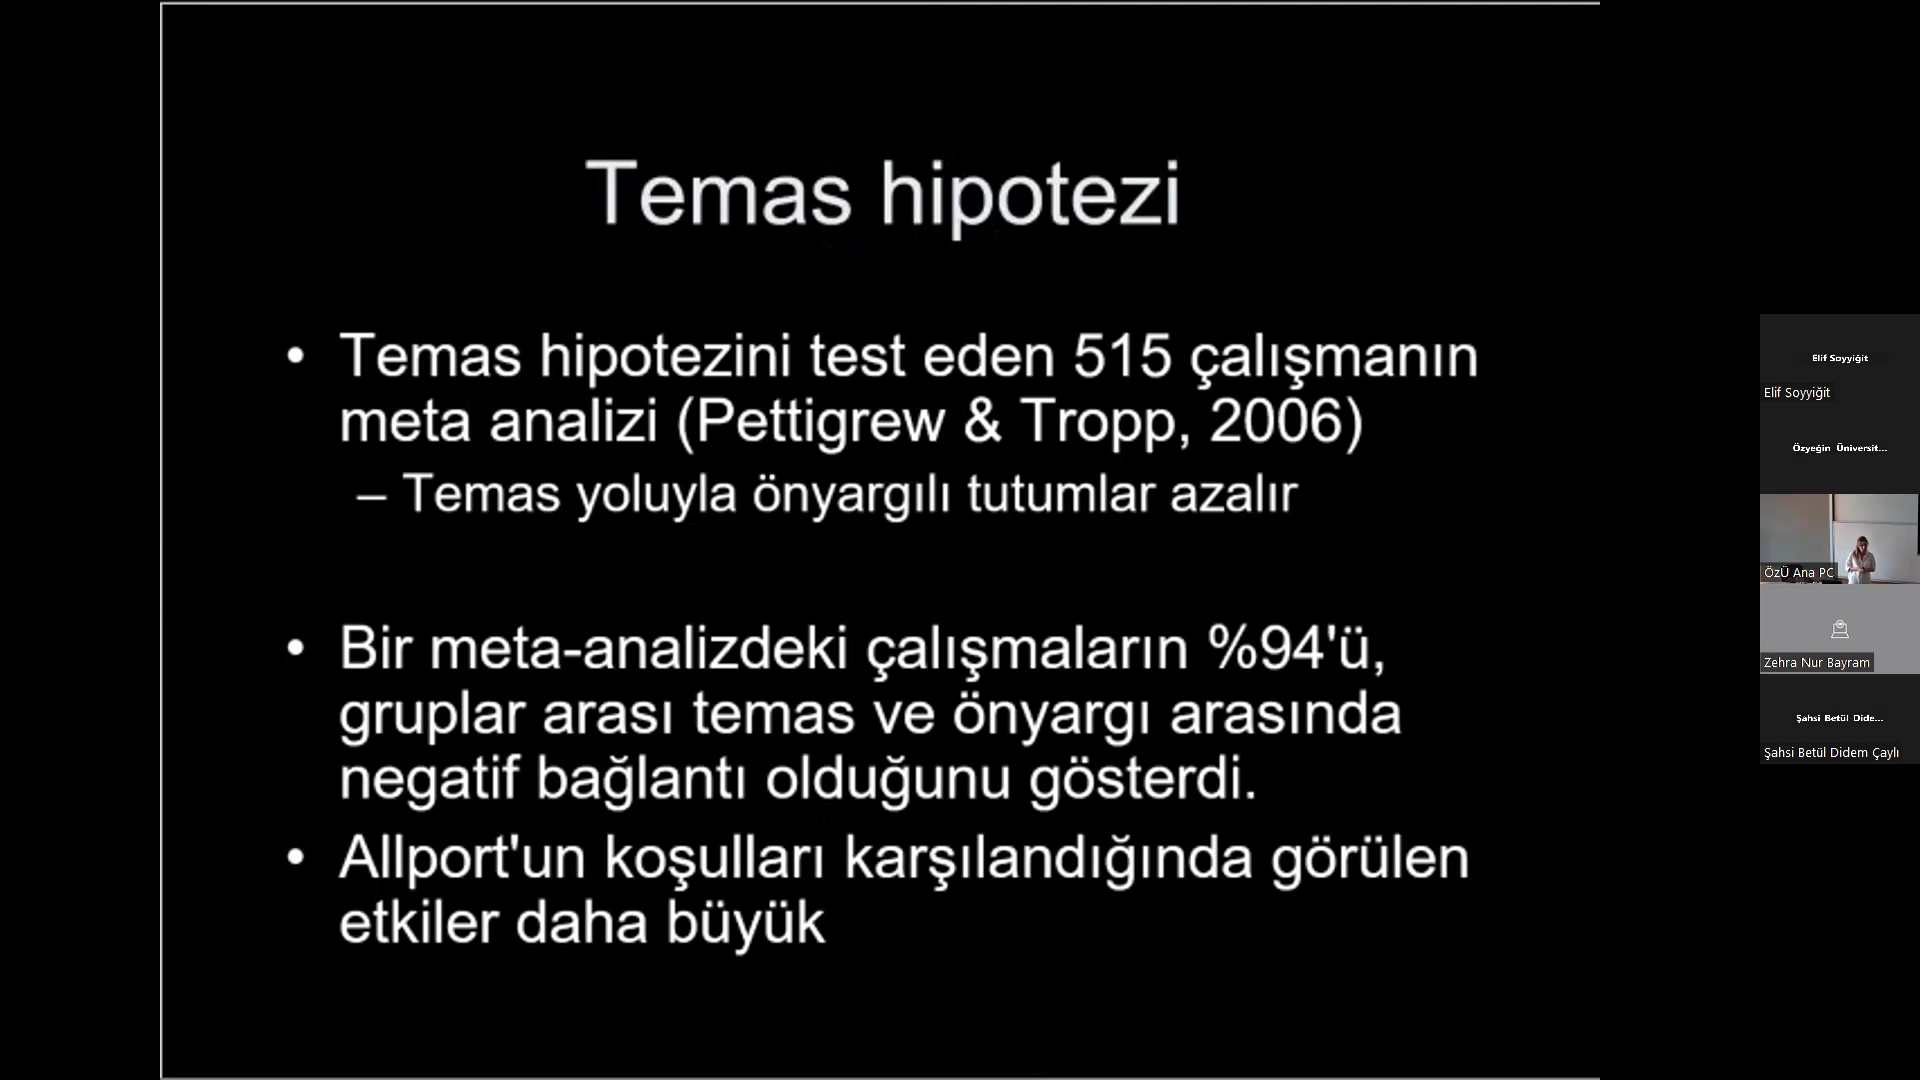 Temas hipotezi
• Temas hipotezini test eden 515 çalışmanın
meta analizi (Pettigrew & Tropp, 2006)
– Temas yoluyla önyargılı tutumlar azalır
• Bir meta-analizdeki çalışmaların %94'ü,
gruplar arası temas ve önyargı arasında
negatif bağlantı olduğunu gösterdi.
• Allport'un koşulları karşılandığında görülen
etkiler daha büyük
Elif Soyyiğit
Elif Soyyiğit
Özyeğin Üniversit...
ÖzÜ Ana PC
Zehra Nur Bayram
Şahsi Betül Dide...
Şahsi Betül Didem Çaylı